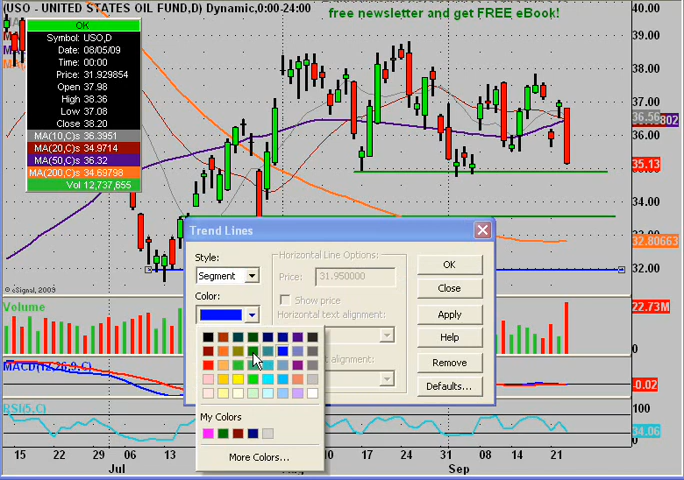 (USO - UNITED STATES OIL FUND,D) Dynamic,0:00-24:00
free newsletter and get FREE eBook!
OK
Symbol: USO,D
Date: 08/05/09
Time: 00:00
Price: 31.929854
Open 37.98
High 38.36
Low 37.08
Close 38.20
MA(10,C)s 36.3951
MA(20,C)s 34.9714
MA(50,C)s 36.32
MA(200,C)s 34.69798
Vol 12,737,655
40.00
39.00
38.00
37.00
36.56
802
36.00
35.13
34.00
32.80663
32.00
Trend Lines
Style:
Segment
Color:
Horizontal Line Options:
Price: 31.950000
Show price
Horizontal text alignment:
alignment:
OK
Close
Apply
Help
Remove
Defaults...
My Colors
More Colors...
© eSignal, 2009
Volume
22.73M
0
MACD(12,26,9,C)
-0.02
RSI(5,C)
100
34.06
0
15 22 29 06 13 17 24 31 08 14 21
Jul Aug Sep